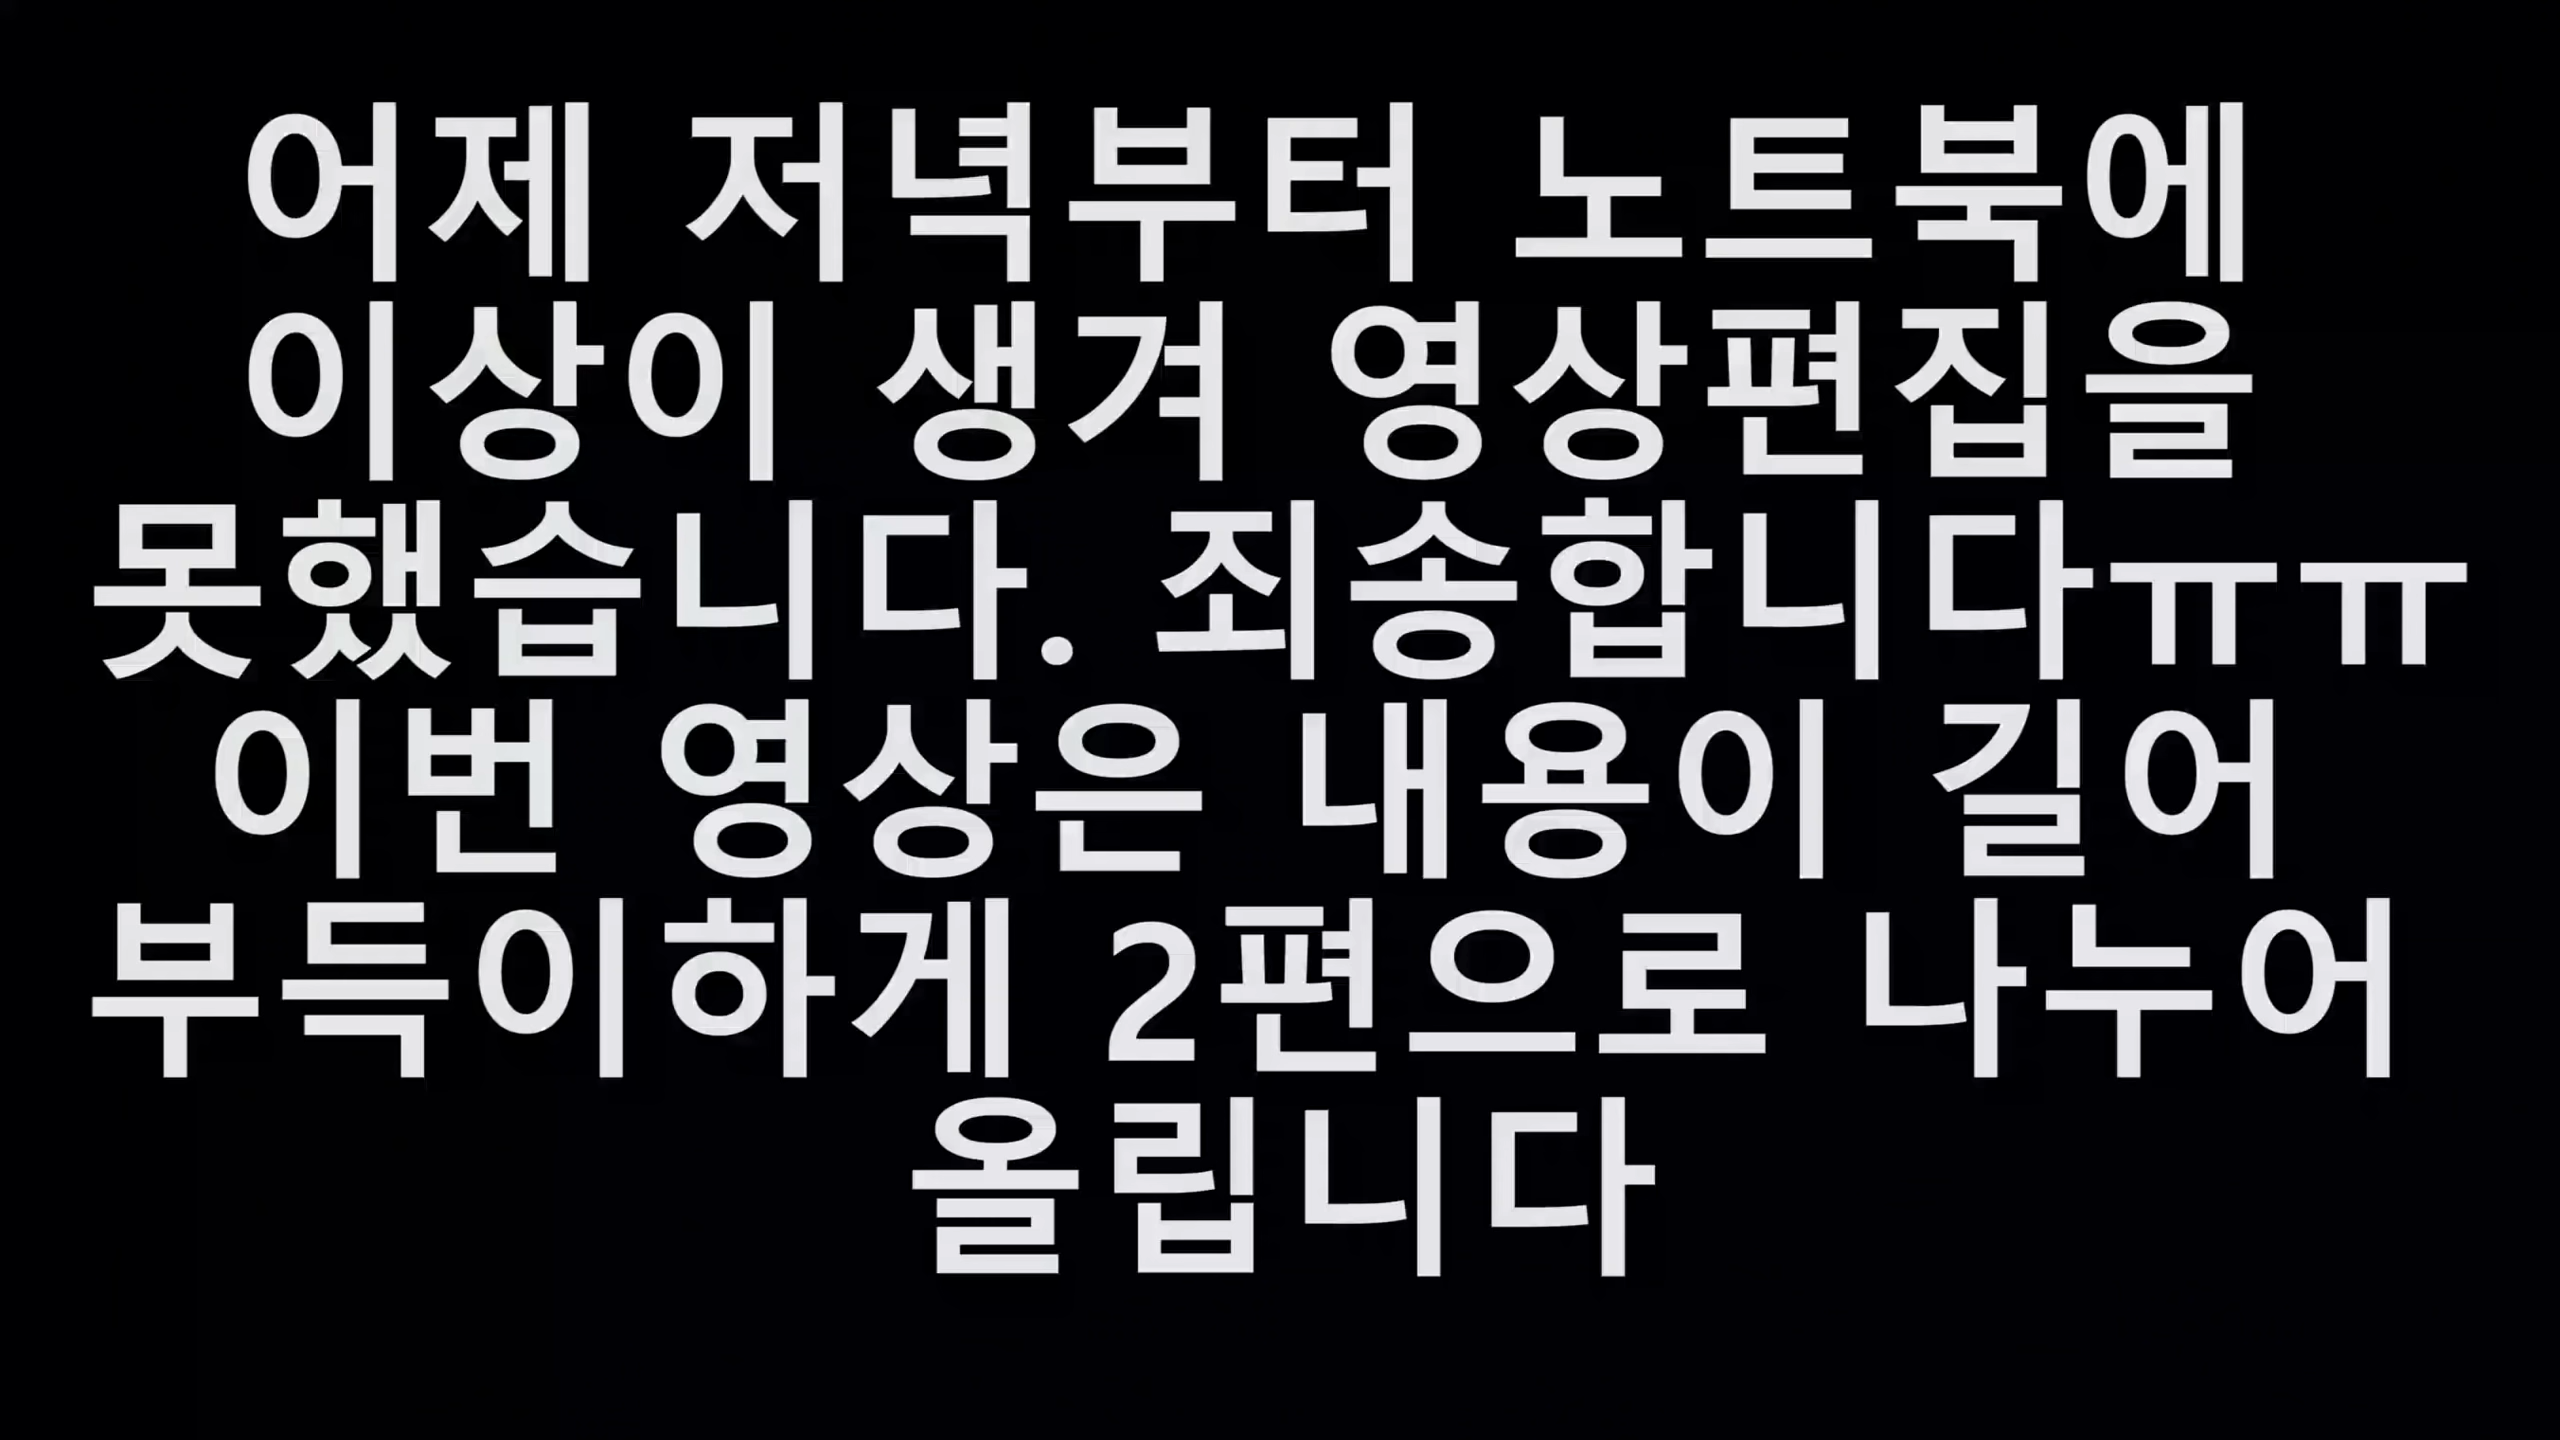 어제 저녁부터 노트북에
이상이 생겨 영상편집을
못했습니다. 죄송합니다ㅠㅠ
이번 영상은 내용이 길어
부득이하게 2편으로 나누어
올립니다